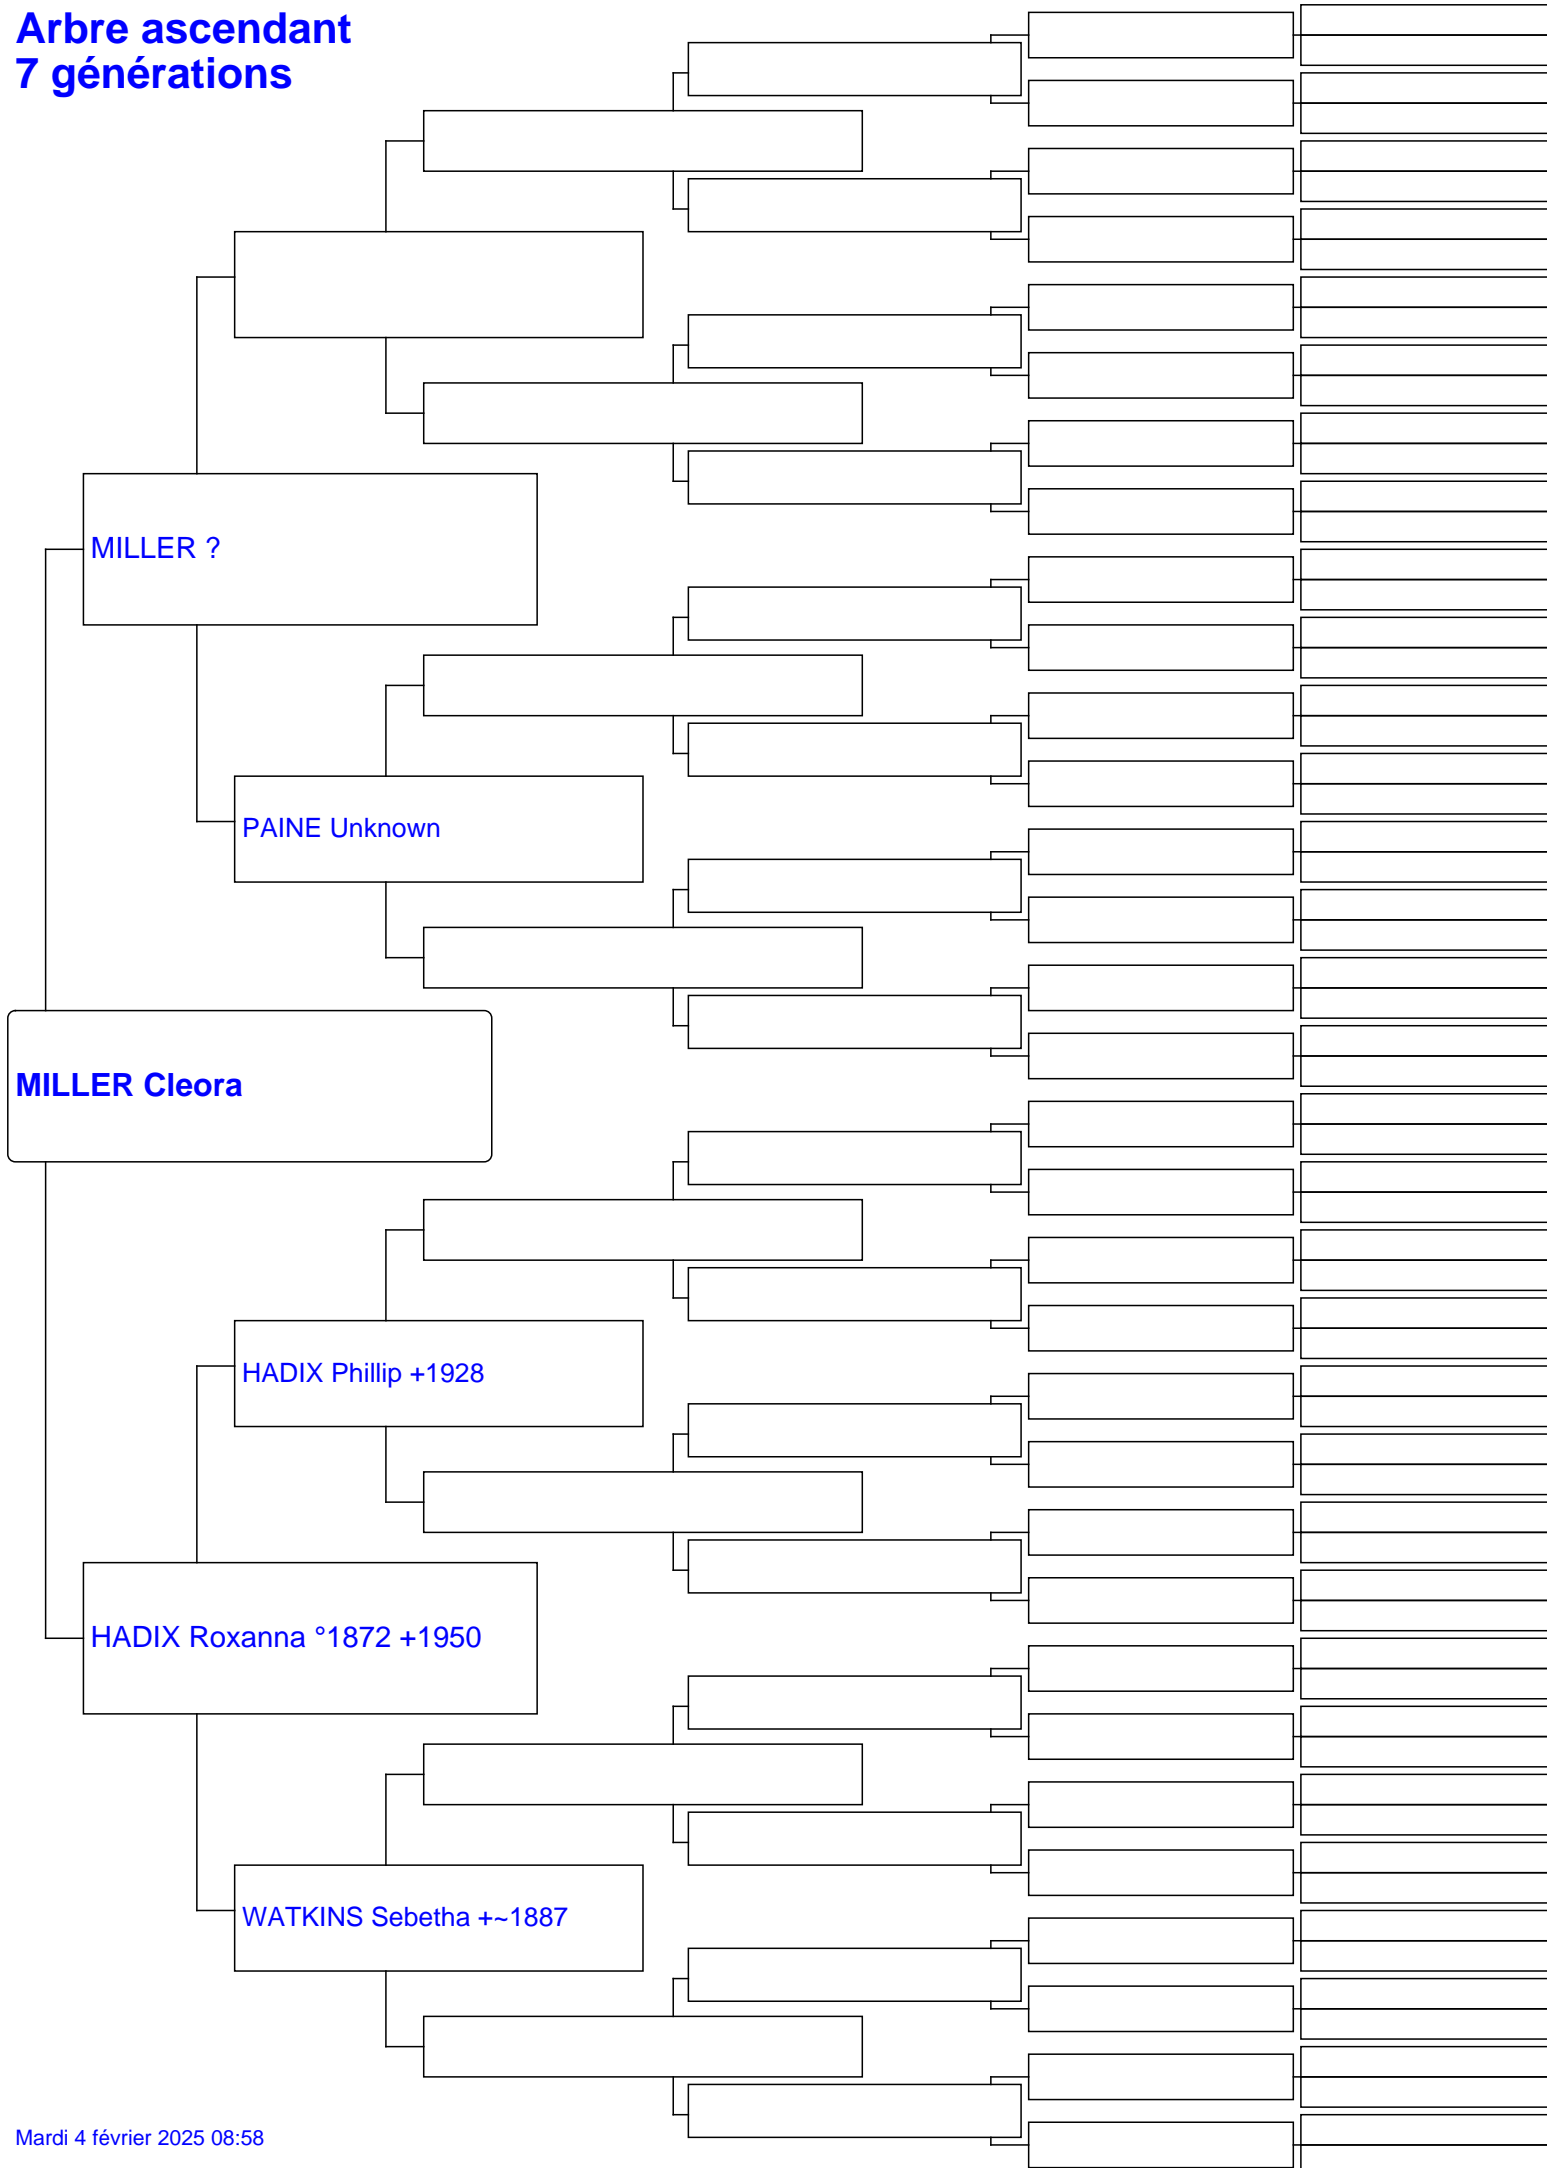 Arbre ascendant
7 générations
MILLER ?
PAINE Unknown
MILLER Cleora
HADIX Phillip +1928
HADIX Roxanna °1872 +1950
WATKINS Sebetha +~1887
Mardi 4 février 2025 08:58